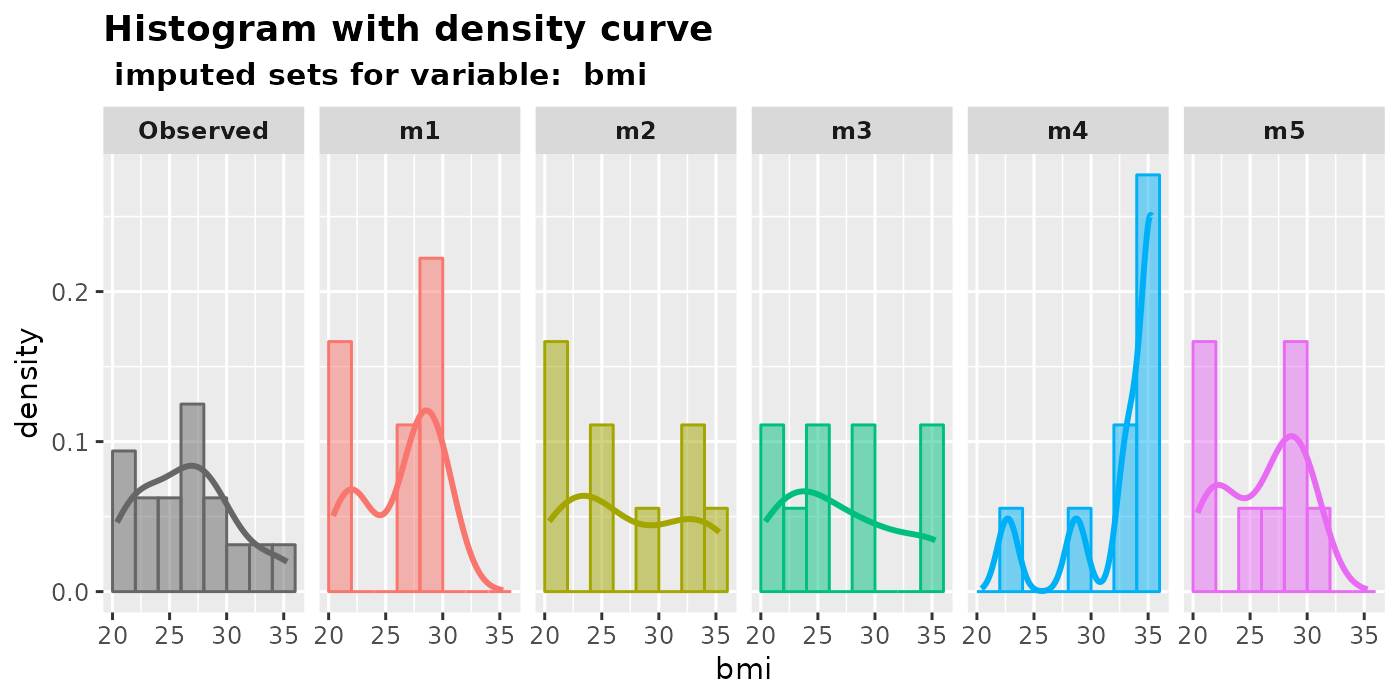 Histogram with density curve
imputed sets for variable:  bmi
Observed m1 m2 m3 m4 m5
density
0.2
0.1
0.0
20 25 30 35 20 25 30 35 20 25 30 35 20 25 30 35 20 25 30 35 20 25 30 35
bmi